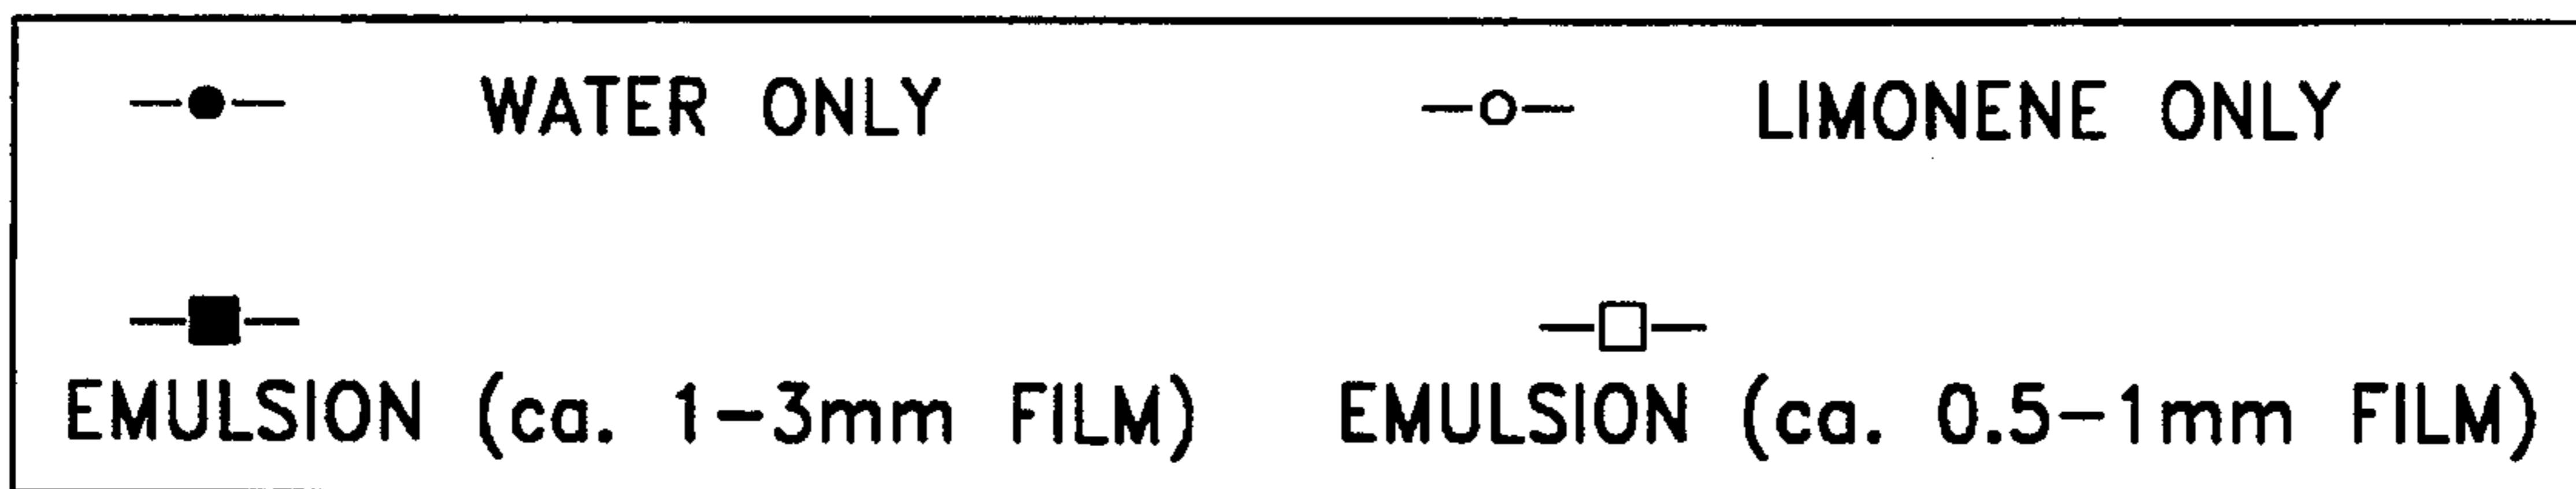 WATER ONLY
LIMONENE ONLY
EMULSION (ca. 1-3mm FILM)
EMULSION (ca. 0.5-1mm FILM)